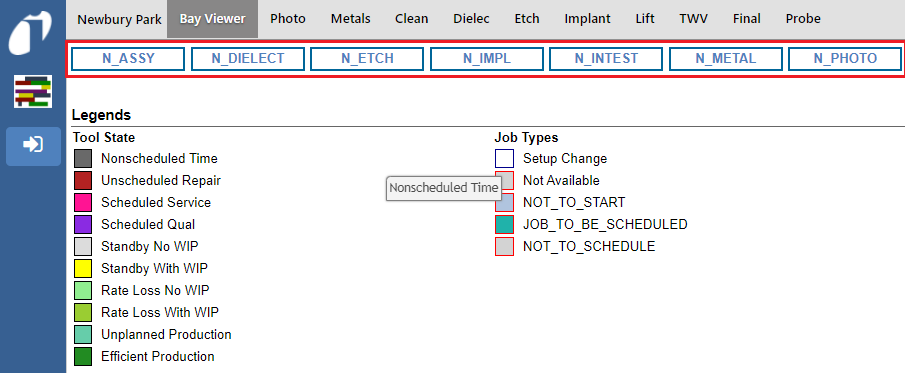 Newbury Park Bay Viewer Photo Metals Clean Dielec Etch Implant Lift TWV Final Probe
N_ASSY N_DIELECT N_ETCH N_IMPL N_INTEST N_METAL N_PHOTO
Legends
Tool State
Nonscheduled Time
Unscheduled Repair
Scheduled Service
Scheduled Qual
Standby No WIP
Standby With WIP
Rate Loss No WIP
Rate Loss With WIP
Unplanned Production
Efficient Production
Nonscheduled Time
Job Types
Setup Change
Not Available
NOT_TO_START
JOB_TO_BE_SCHEDULED
NOT_TO_SCHEDULE